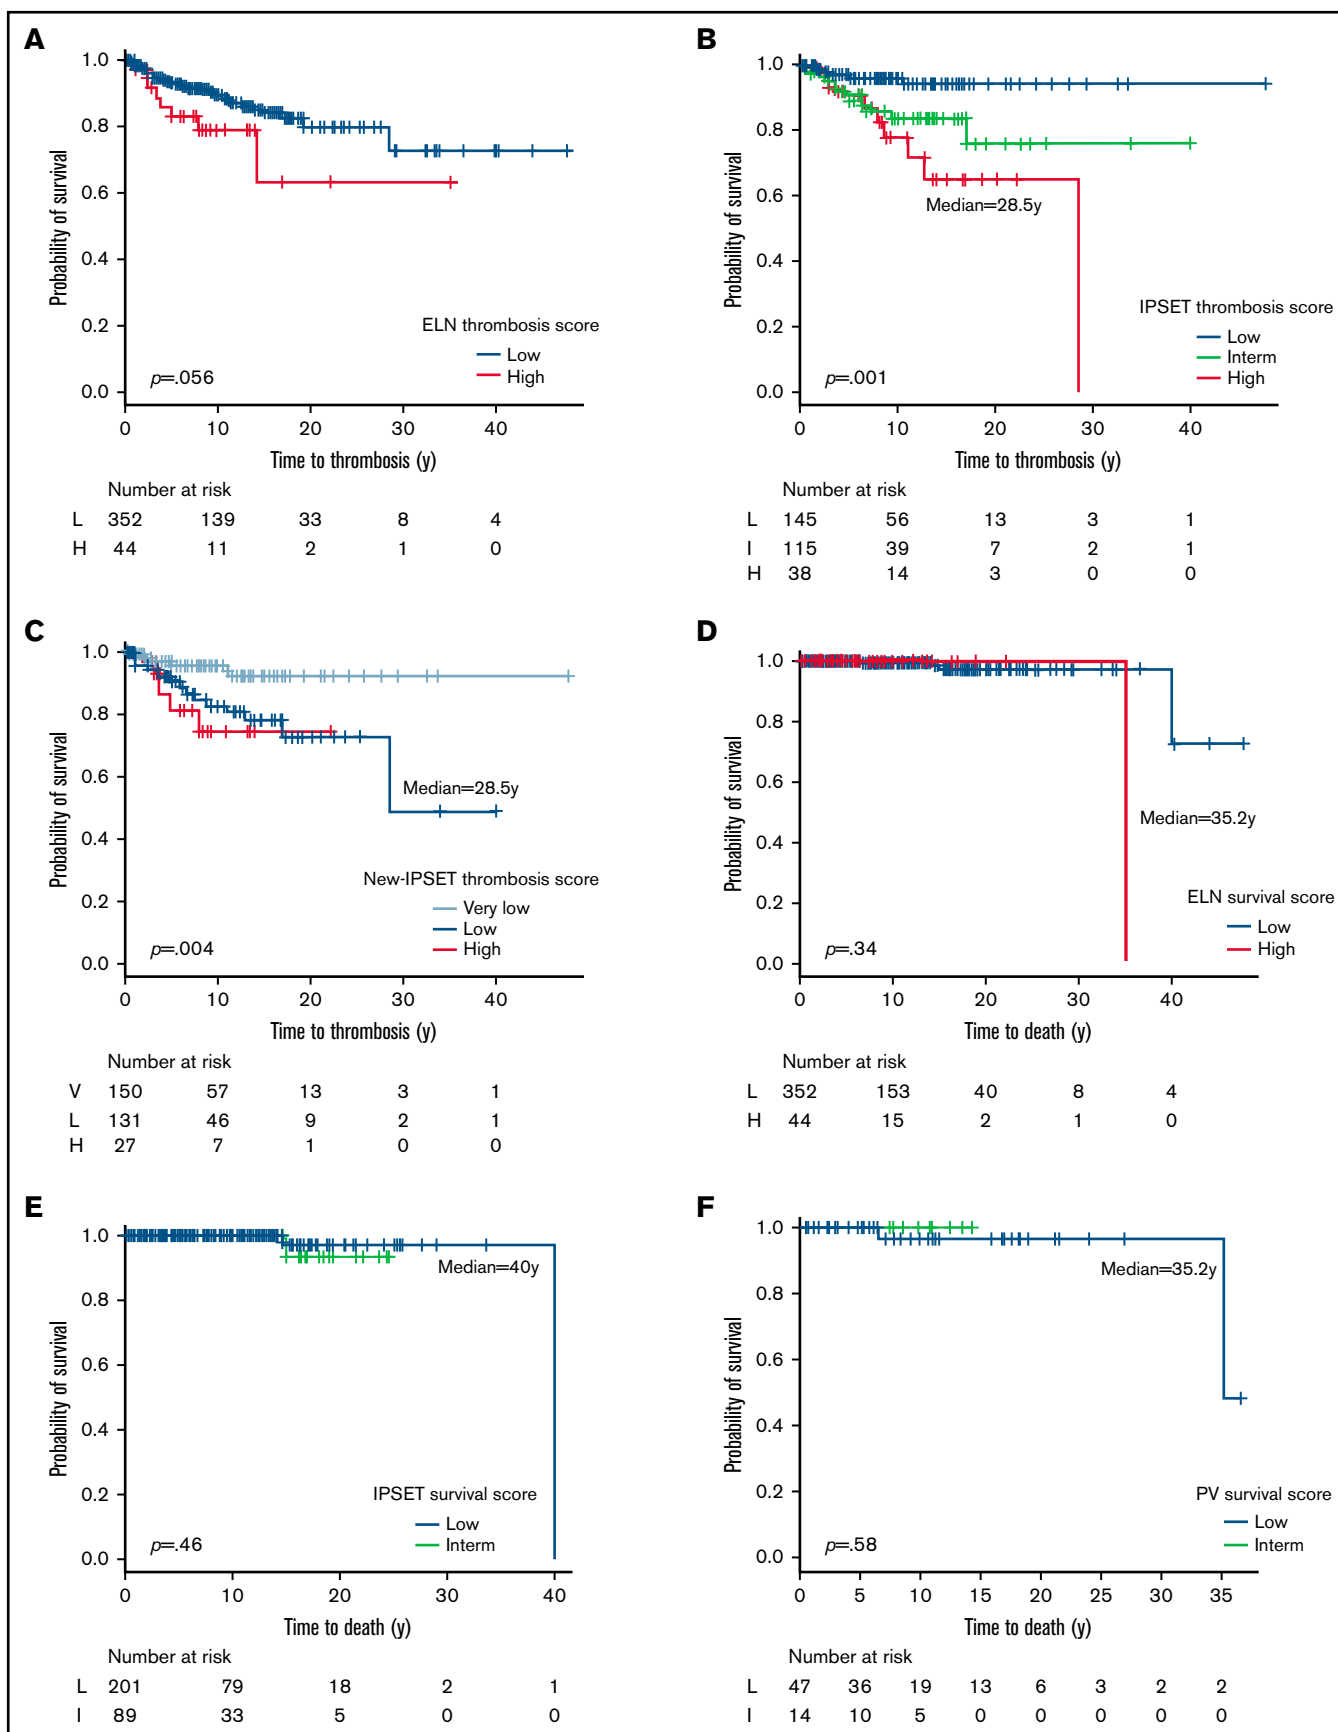 A
Probability of survival
1.0
0.8
0.6
0.4
0.2
0.0
ELN thrombosis score
Low
High
p=.056
0 10 20 30 40
Time to thrombosis (y)
Number at risk
L 352 139 33 8 4
H 44 11 2 1 0
B
Probability of survival
1.0
0.8
0.6
0.4
0.2
0.0
Median=28.5y
IPSET thrombosis score
Low
Interm
High
p=.001
0 10 20 30 40
Time to thrombosis (y)
Number at risk
L 145 56 13 3 1
I 115 39 7 2 1
H 38 14 3 0 0
C
Probability of survival
1.0
0.8
0.6
0.4
0.2
0.0
Median=28.5y
New-IPSET thrombosis score
Very low
Low
High
p=.004
0 10 20 30 40
Time to thrombosis (y)
Number at risk
V 150 57 13 3 1
L 131 46 9 2 1
H 27 7 1 0 0
D
Probability of survival
1.0
0.8
0.6
0.4
0.2
0.0
Median=35.2y
ELN survival score
Low
High
p=.34
0 10 20 30 40
Time to death (y)
Number at risk
L 352 153 40 8 4
H 44 15 2 1 0
E
Probability of survival
1.0
0.8
0.6
0.4
0.2
0.0
Median=40y
IPSET survival score
Low
Interm
p=.46
0 10 20 30 40
Time to death (y)
Number at risk
L 201 79 18 2 1
I 89 33 5 0 0
F
Probability of survival
1.0
0.8
0.6
0.4
0.2
0.0
Median=35.2y
PV survival score
Low
Interm
p=.58
0 5 10 15 20 25 30 35
Time to death (y)
Number at risk
L 47 36 19 13 6 3 2 2
I 14 10 5 0 0 0 0 0